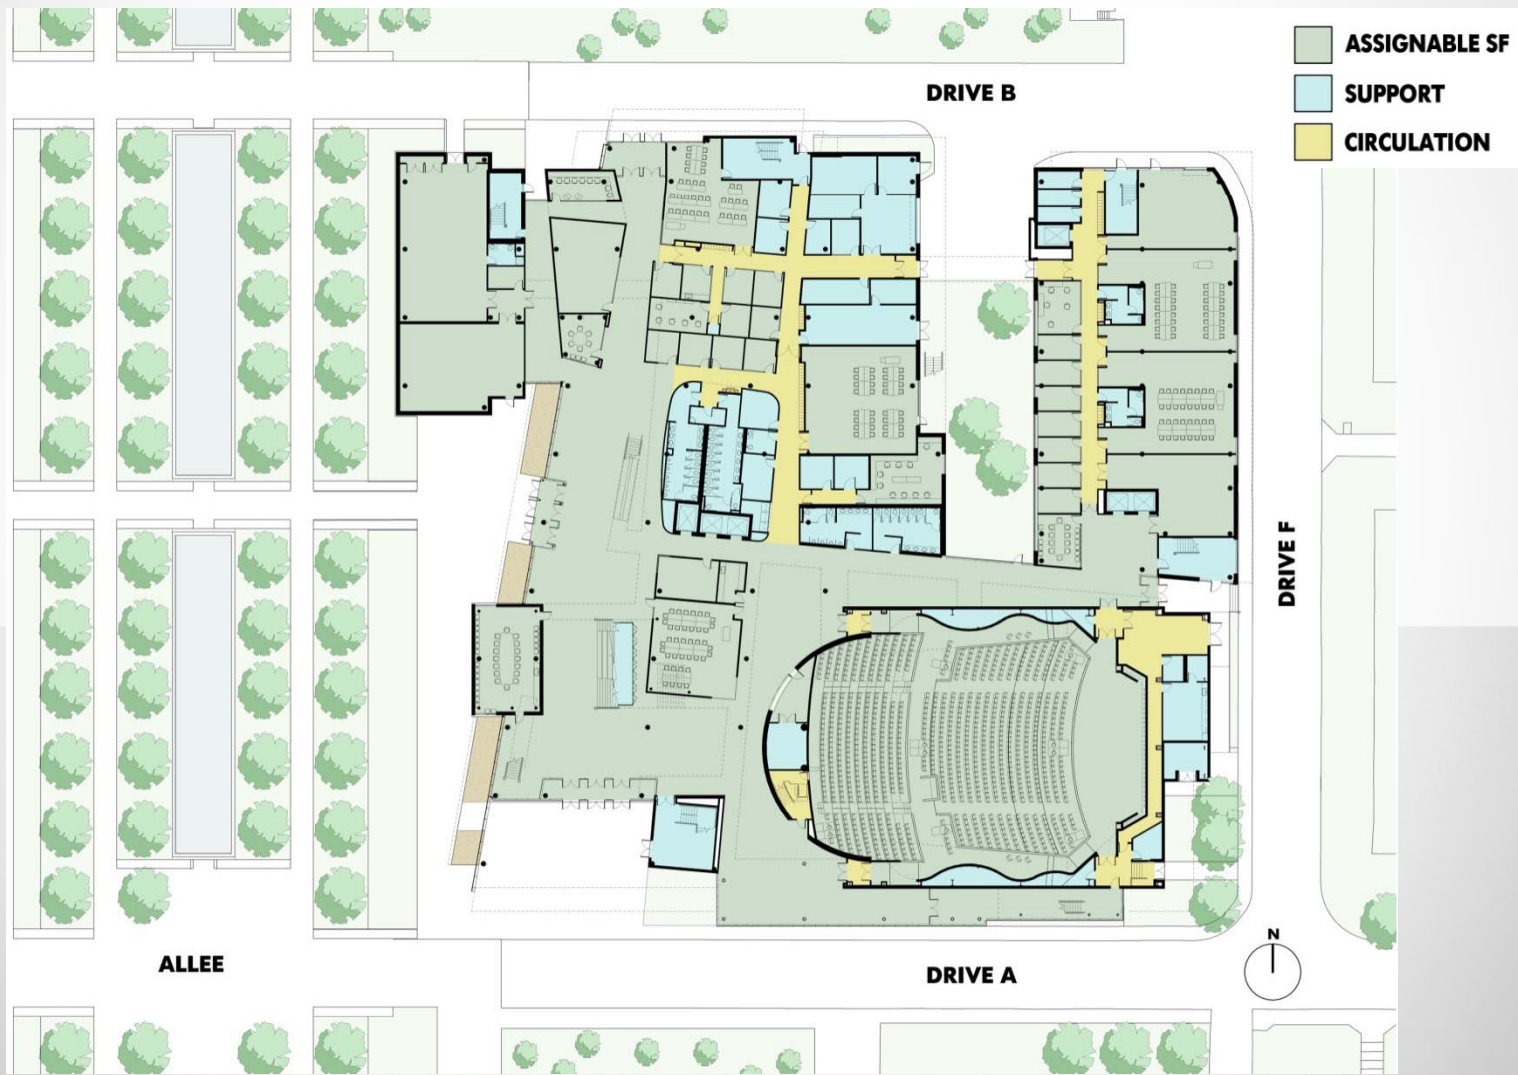 ASSIGNABLE SF
SUPPORT
CIRCULATION
DRIVE B
DRIVE F
ALLEE
DRIVE A
N